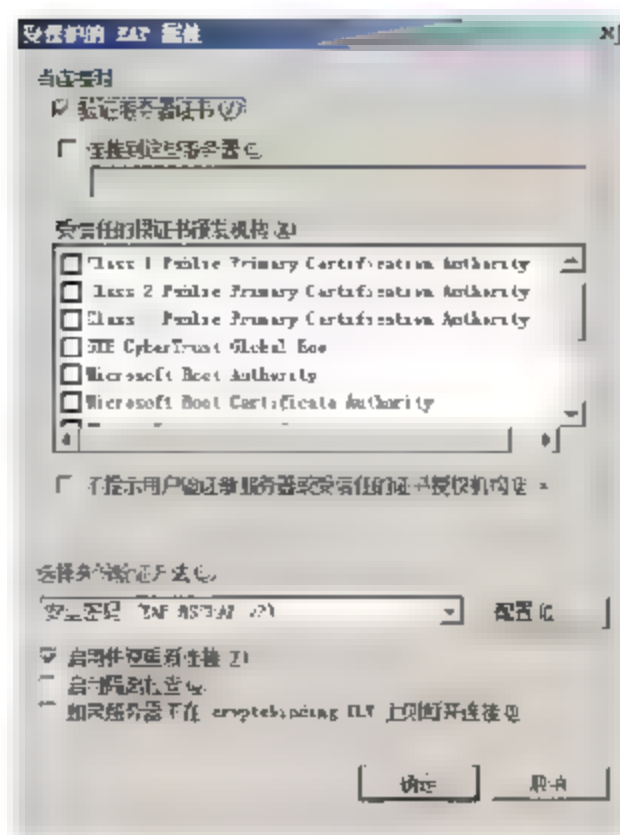 受保护的 EAP 属性
当连接时
验证服务器证书(V)
连接到这些服务器
受信任的根证书颁发机构(R)
Class 1 Public Primary Certification Authority
Class 2 Public Primary Certification Authority
Class Public Primary Certification Authority
GTE CyberTrust Global Root
Microsoft Root Authority
Microsoft Root Certificate Authority
不提示用户验证新服务器或受信任的证书授权机构
选择身份验证方法
安全密码 (EAP-MSCHAP v2)
配置(C)
启用快速重新连接
启用隔离检查
如果服务器不在 cryptobinding TLV 上则断开连接
确定
取消